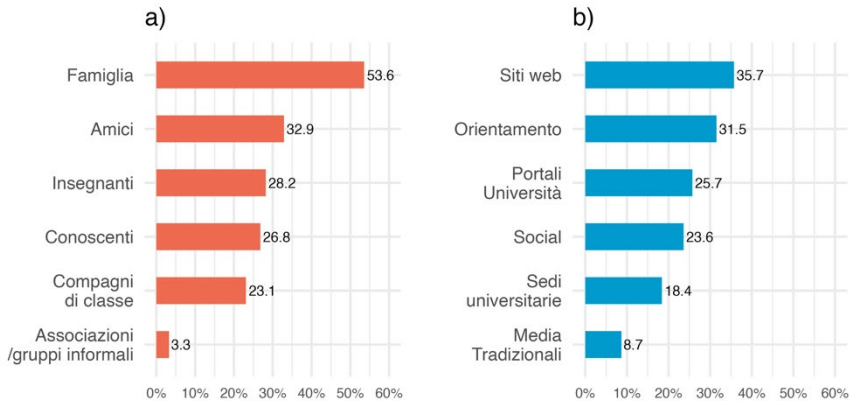 a)
Famiglia
53.6
Amici
32.9
Insegnanti
28.2
Conoscenti
26.8
Compagni
di classe
23.1
Associazioni
/gruppi informali
3.3
0% 10% 20% 30% 40% 50% 60%
b)
Siti web
35.7
Orientamento
31.5
Portali
Università
25.7
Social
23.6
Sedi
universitarie
18.4
Media
Tradizionali
8.7
0% 10% 20% 30% 40% 50% 60%